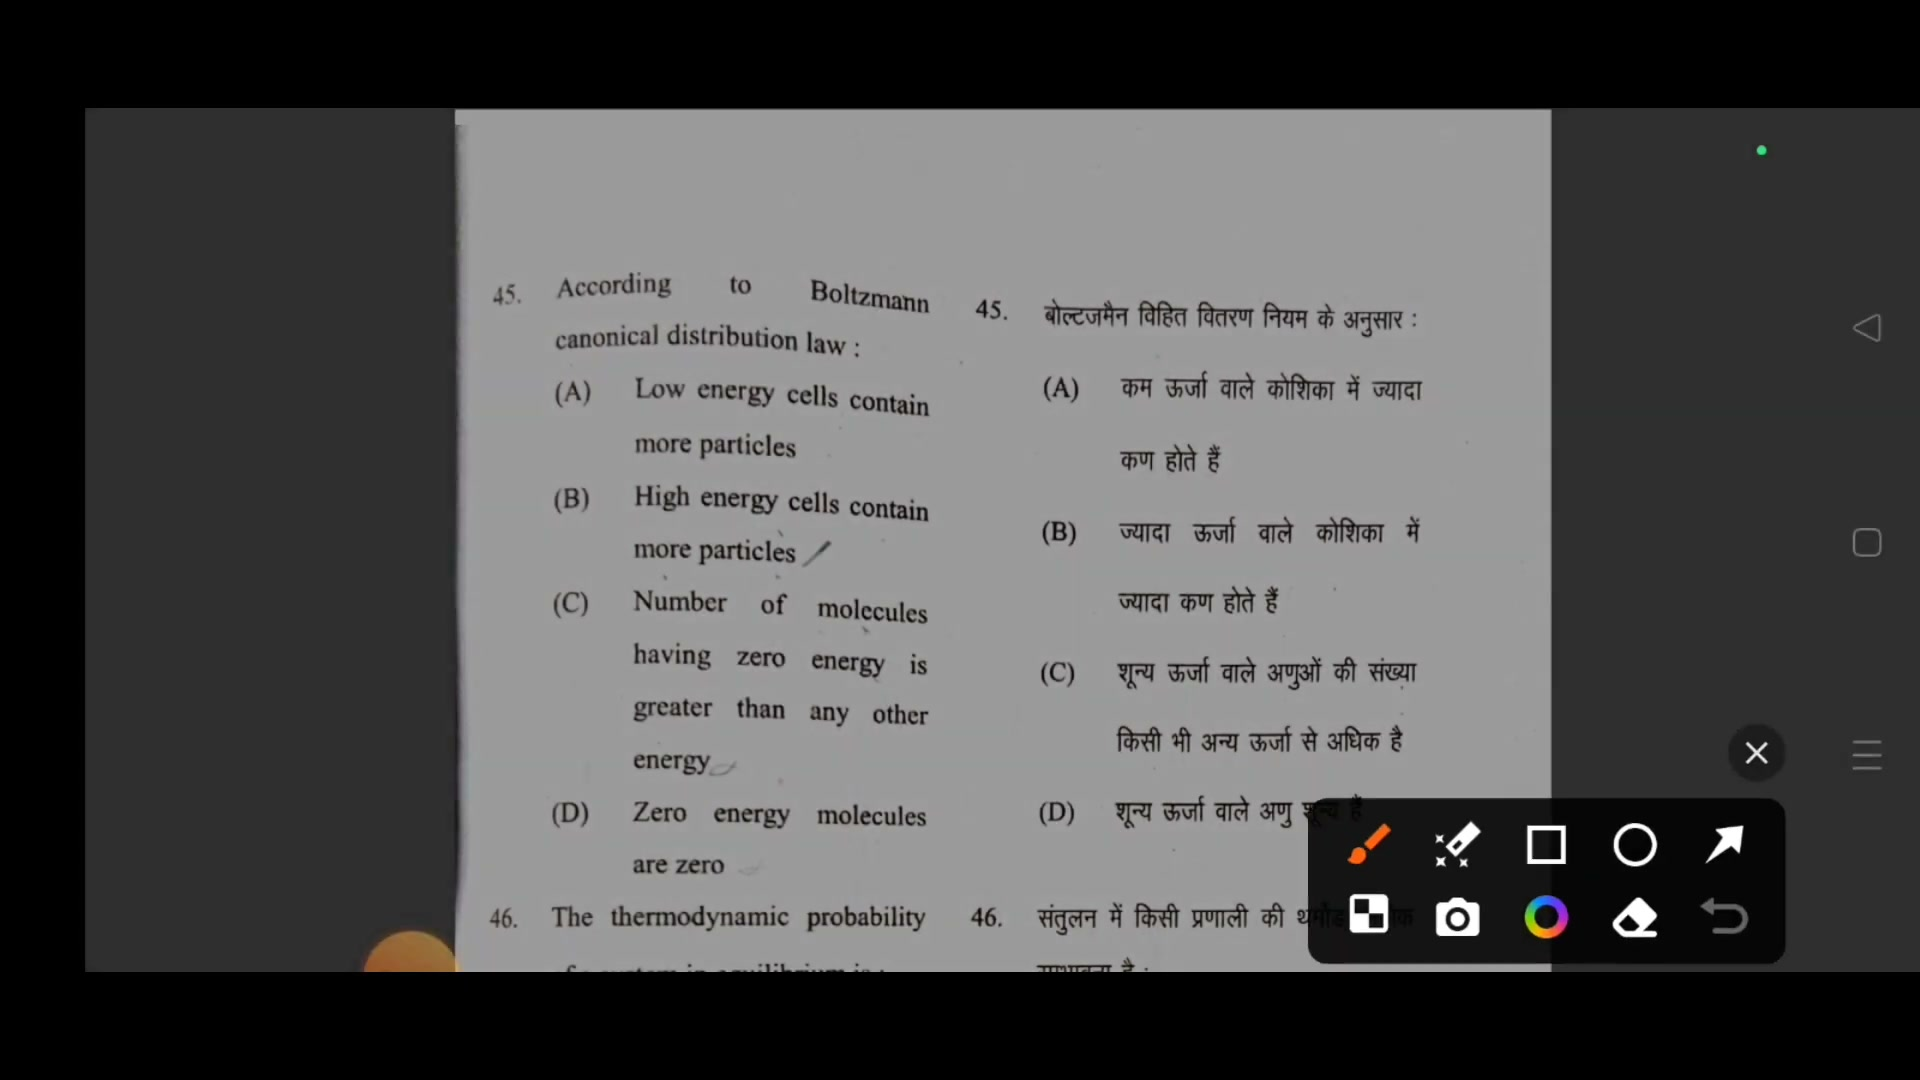 45. According to Boltzmann
canonical distribution law :
(A) Low energy cells contain
more particles
(B) High energy cells contain
more particles
(C) Number of molecules
having zero energy is
greater than any other
energy
(D) Zero energy molecules
are zero
46. The thermodynamic probability
45. बोल्टजमैन विहित वितरण नियम के अनुसार :
(A) कम ऊर्जा वाले कोशिका में ज्यादा
कण होते हैं
(B) ज्यादा ऊर्जा वाले कोशिका में
ज्यादा कण होते हैं
(C) शून्य ऊर्जा वाले अणुओं की संख्या
किसी भी अन्य ऊर्जा से अधिक है
(D) शून्य ऊर्जा वाले अणु शून्य हैं
46. संतुलन में किसी प्रणाली की